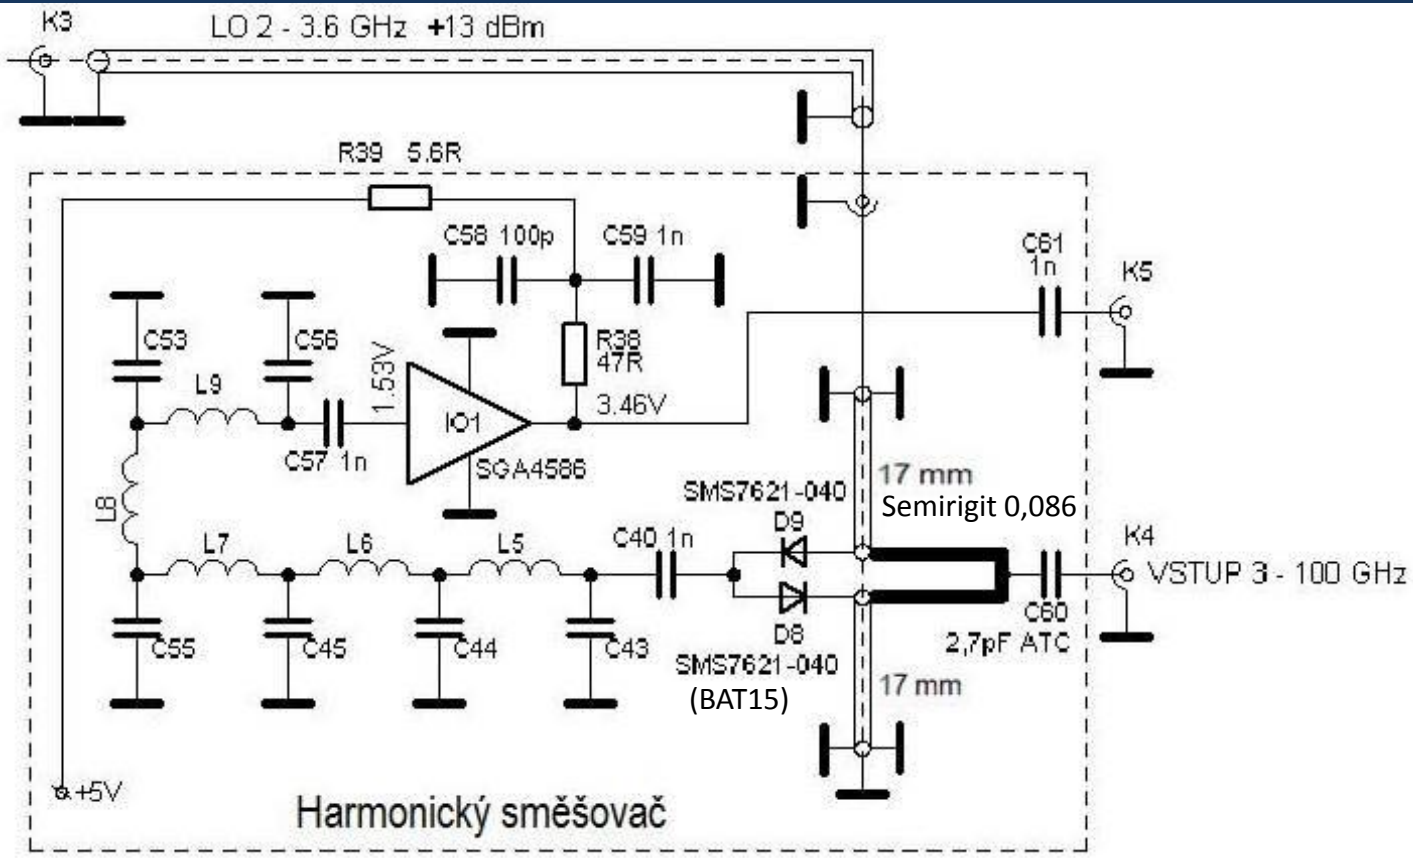 K3
LO 2 - 3.6 GHz +13 dBm
R39 5.6R
C58 100p
C59 1n
C61
1n
K5
C53
C56
1.53V
R38
47R
L9
3.46V
IO1
C57 1n
SGA4586
17 mm
SMS7621-040
Semirigit 0,086
L8
D9
L7
L6
L5
C40 1n
K4
VSTUP 3 - 100 GHz
C60
2,7pF ATC
D8
C55
C45
C44
C43
SMS7621-040
(BAT15)
17 mm
+5V
Harmonický směšovač